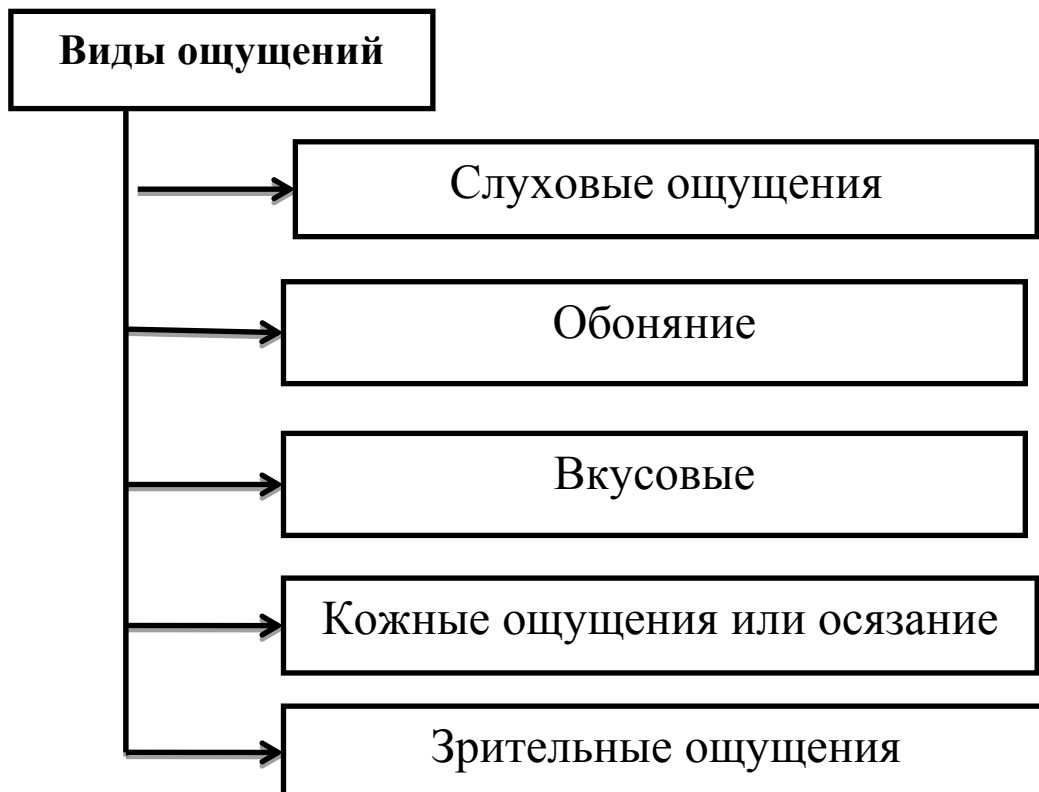 Виды ощущений
Слуховые ощущения
Обоняние
Вкусовые
Кожные ощущения или осязание
Зрительные ощущения